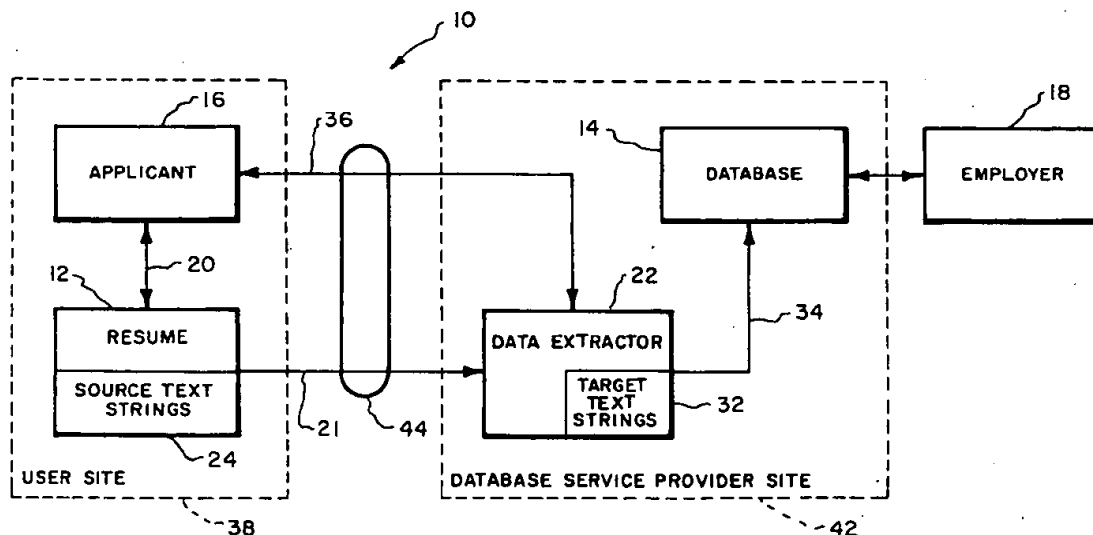 10
16
APPLICANT
36
14
DATABASE
18
EMPLOYER
20
12
RESUME
SOURCE TEXT
STRINGS
24
21
44
22
DATA EXTRACTOR
TARGET
TEXT
STRINGS
32
34
USER SITE
38
DATABASE SERVICE PROVIDER SITE
42